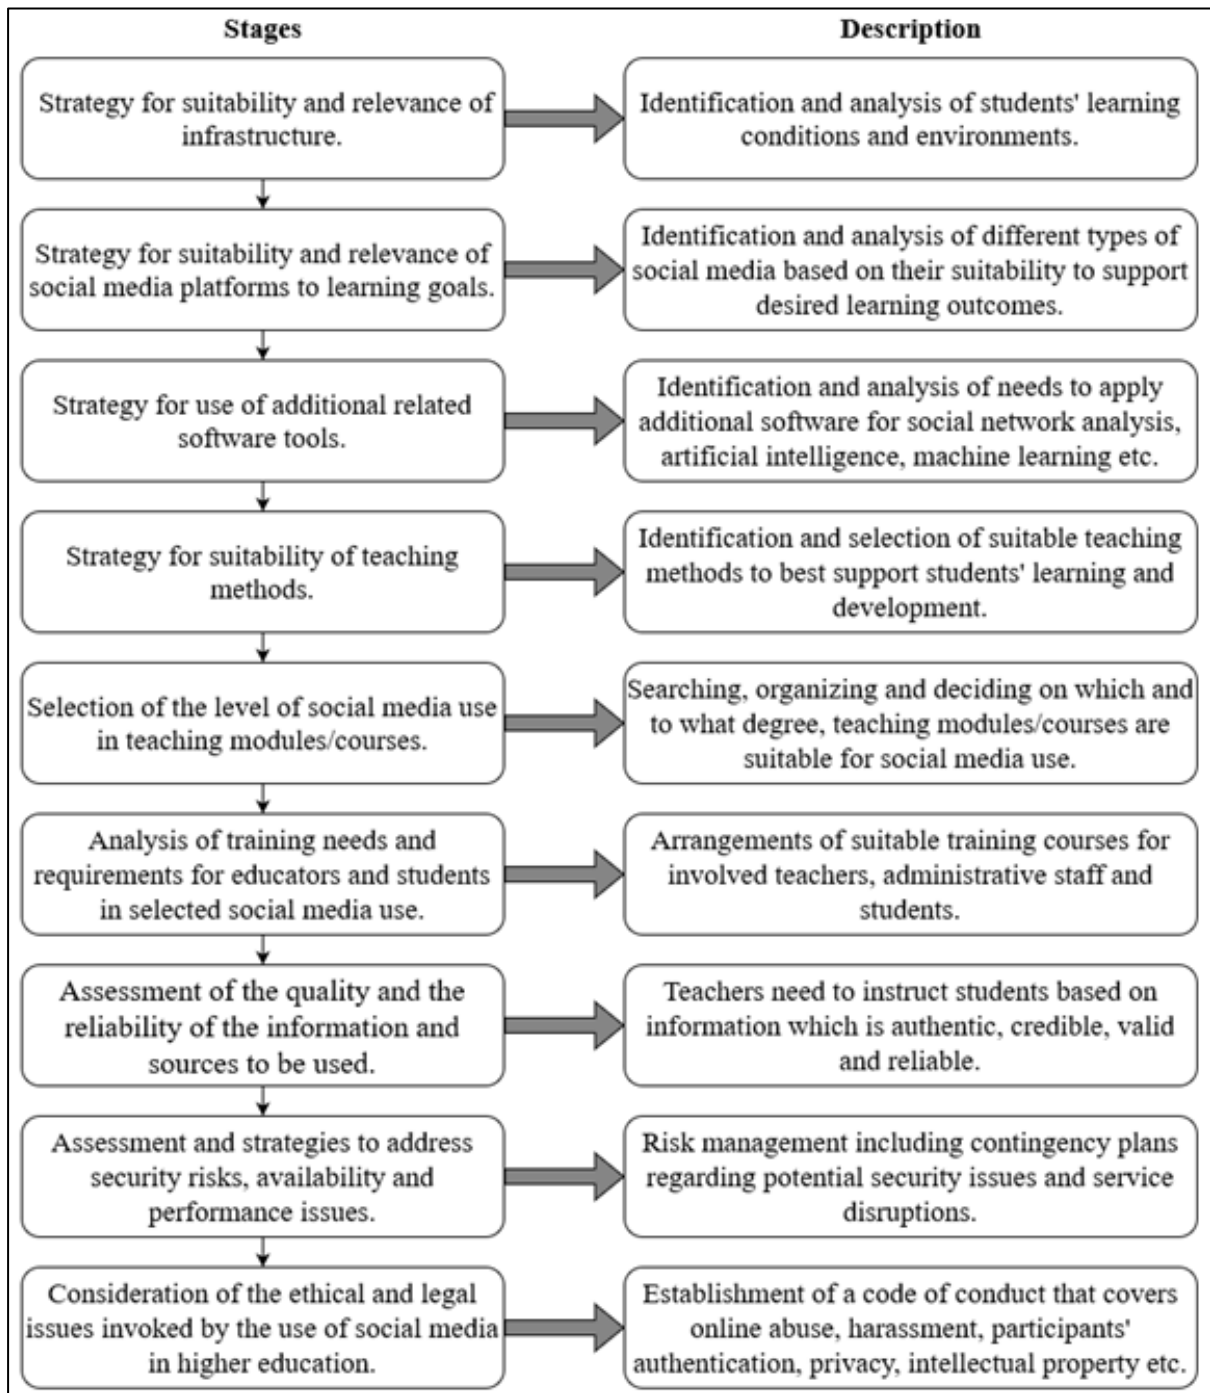 Stages
Description
Strategy for suitability and relevance of
infrastructure.
Identification and analysis of students' learning
conditions and environments.
Strategy for suitability and relevance of
social media platforms to learning goals.
Identification and analysis of different types of
social media based on their suitability to support
desired learning outcomes.
Strategy for use of additional related
software tools.
Identification and analysis of needs to apply
additional software for social network analysis,
artificial intelligence, machine learning etc.
Strategy for suitability of teaching
methods.
Identification and selection of suitable teaching
methods to best support students' learning and
development.
Selection of the level of social media use
in teaching modules/courses.
Searching, organizing and deciding on which and
to what degree, teaching modules/courses are
suitable for social media use.
Analysis of training needs and
requirements for educators and students
in selected social media use.
Arrangements of suitable training courses for
involved teachers, administrative staff and
students.
Assessment of the quality and the
reliability of the information and
sources to be used.
Teachers need to instruct students based on
information which is authentic, credible, valid
and reliable.
Assessment and strategies to address
security risks, availability and
performance issues.
Risk management including contingency plans
regarding potential security issues and service
disruptions.
Consideration of the ethical and legal
issues invoked by the use of social media
in higher education.
Establishment of a code of conduct that covers
online abuse, harassment, participants'
authentication, privacy, intellectual property etc.